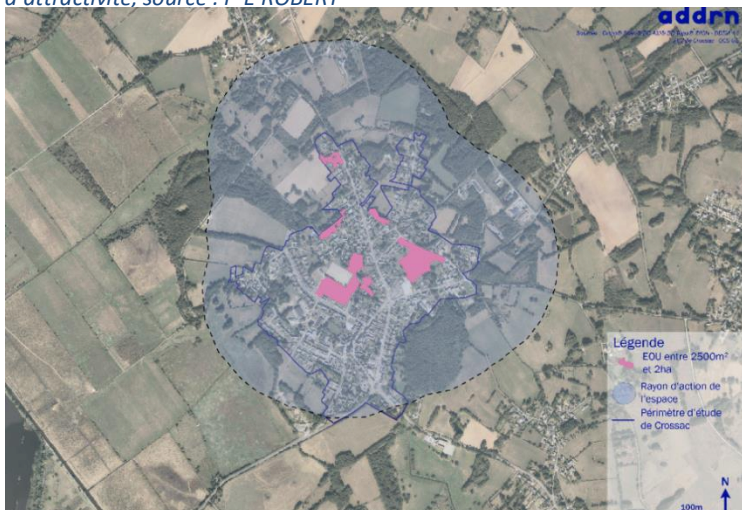 d'attractivité, source : P-E ROBERT
addrn
Légende
EOU entre 2500m²
et 2ha
Rayon d'action de
l'espace
Périmètre d'étude
de Crossac
N
100m